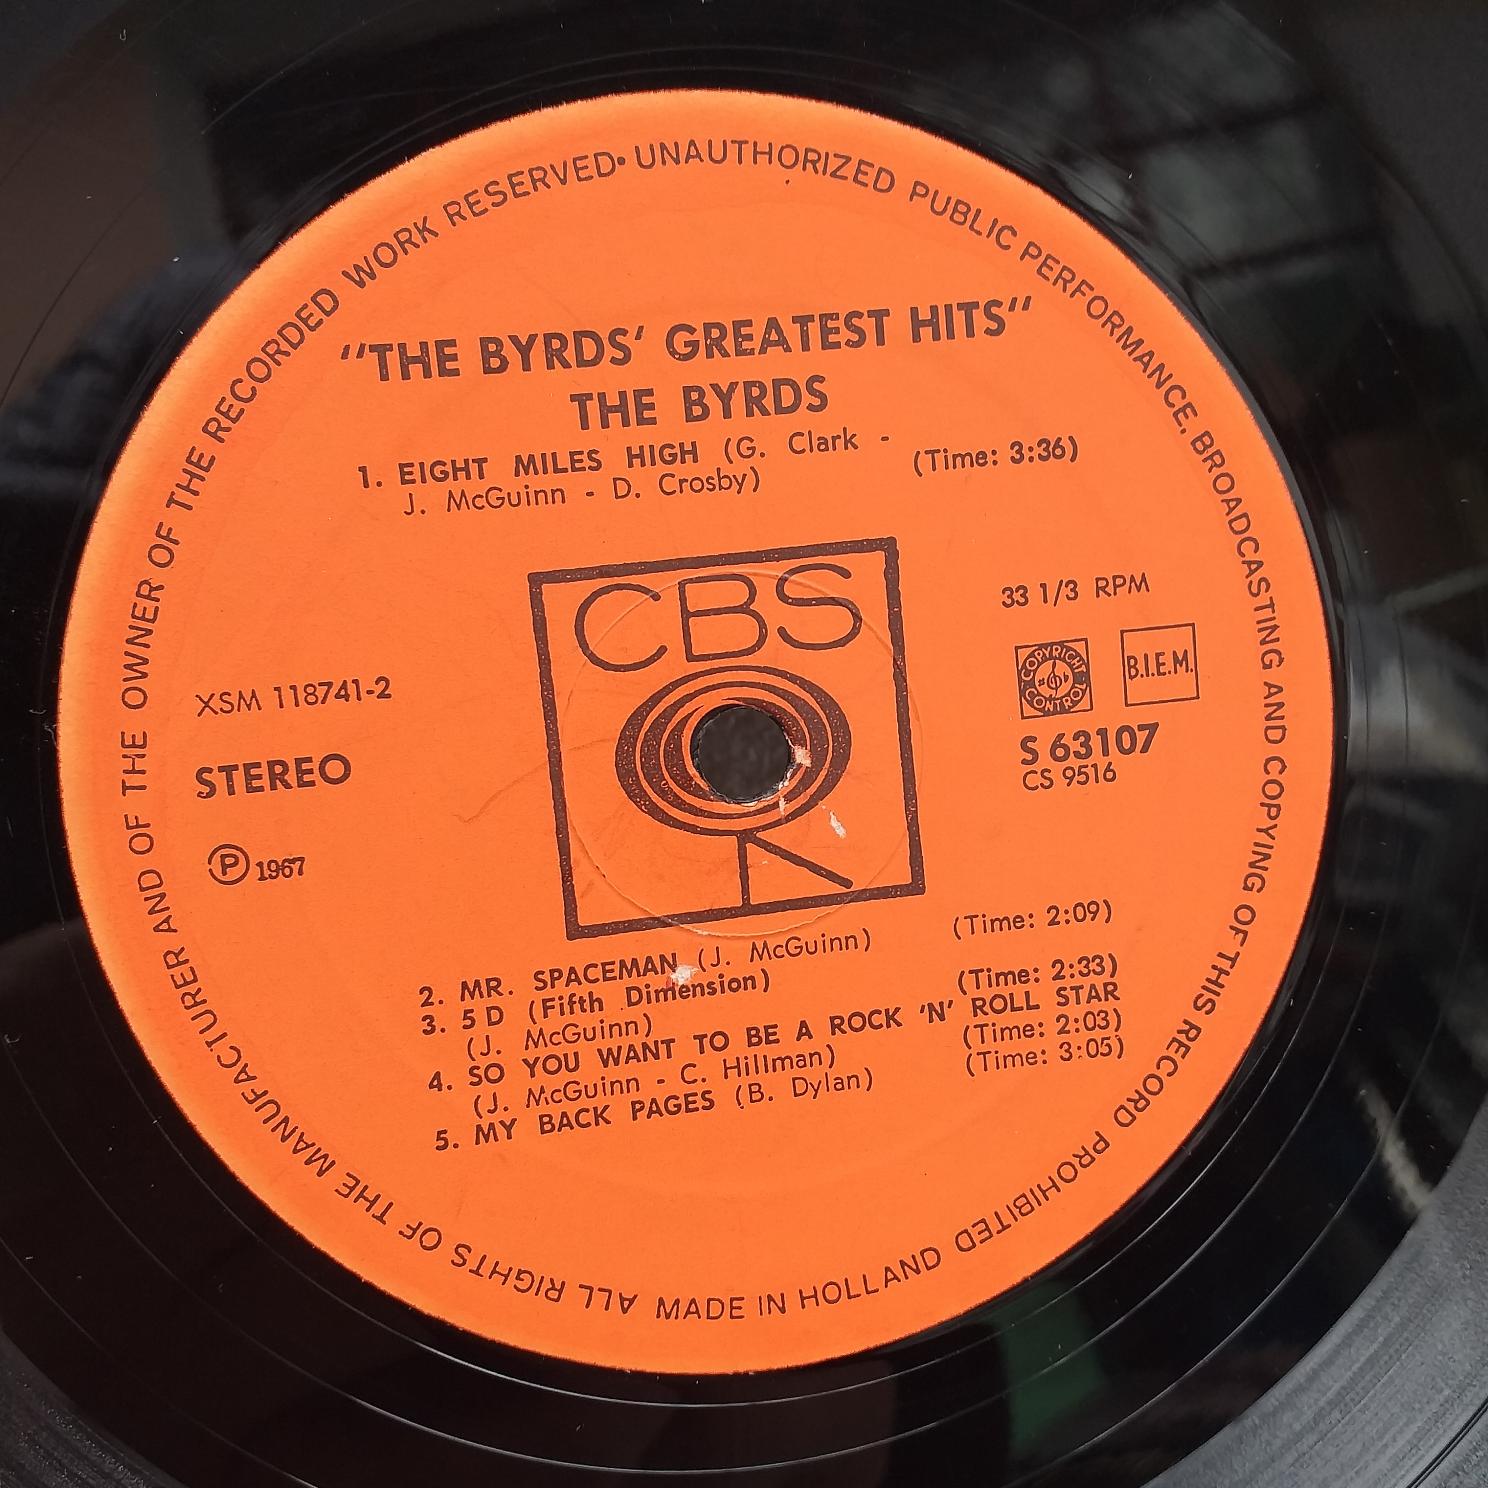 ALL RIGHTS OF THE MANUFACTURER AND OF THE OWNER OF THE RECORDED WORK RESERVED• UNAUTHORIZED PUBLIC PERFORMANCE, BROADCASTING AND COPYING OF THIS RECORD PROHIBITED
"THE BYRDS' GREATEST HITS"
THE BYRDS
1. EIGHT MILES HIGH (G. Clark -
J. McGuinn - D. Crosby) (Time: 3:36)
CBS
33 1/3 RPM
COPYRIGHT CONTROL
B.I.E.M.
XSM 118741-2
S 63107
STEREO
CS 9516
Ⓟ 1967
2. MR. SPACEMAN (J. McGuinn) (Time: 2:09)
3. 5 D (Fifth Dimension)
(J. McGuinn) (Time: 2:33)
4. SO YOU WANT TO BE A ROCK 'N' ROLL STAR
(J. McGuinn - C. Hillman) (Time: 2:03)
5. MY BACK PAGES (B. Dylan) (Time: 3:05)
MADE IN HOLLAND